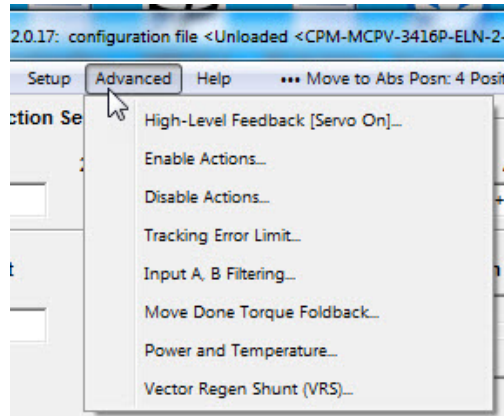 2.0.17: configuration file <Unloaded <CPM-MCPV-3416P-ELN-2-
Setup Advanced Help ••• Move to Abs Posn: 4 Posit
ction Se
High-Level Feedback [Servo On]...
Enable Actions...
Disable Actions...
Tracking Error Limit...
Input A, B Filtering...
Move Done Torque Foldback...
Power and Temperature...
Vector Regen Shunt (VRS)...